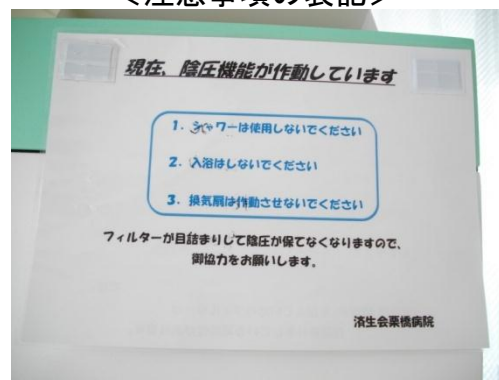 <注意事項の表記>
現在、陰圧機能が作動しています
1. シャワーは使用しないでください
2. 入浴はしないでください
3. 換気扇は作動させないでください
フィルターが目詰まりして陰圧が保てなくなりますので、
御協力をお願いします。
済生会栗橋病院